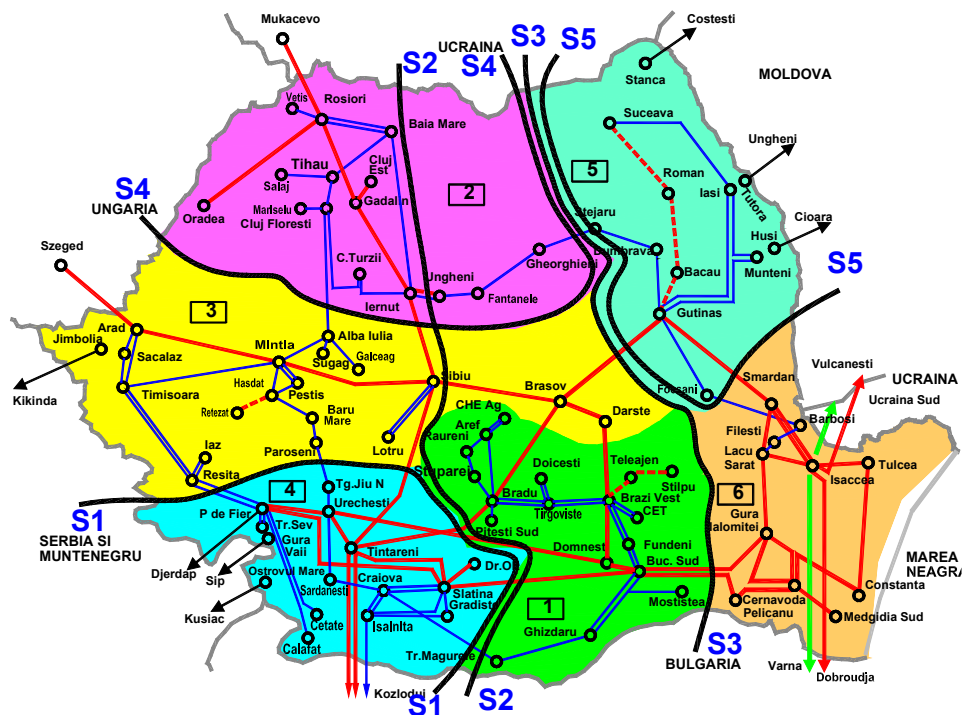 Mukacevo
Costesti
UCRAINA
S3
S5
S2
S4
Stanca
MOLDOVA
Vetis
Rosiori
Baia Mare
Suceava
Ungheni
Tihau
Cluj
Est
Salaj
Roman
Iasi
Tutora
5
2
S4
UNGARIA
Mariselu
Cluj Floresti
Gadalin
Oradea
Stejaru
Cioara
Szeged
Dumbrava
Husi
Munteni
Gheorghieni
C.Turzii
Ungheni
Bacau
S5
Iernut
Fantanele
Gutinas
3
Arad
Jimbolia
Sacalaz
MIntIa
Alba Iulia
Sugag
Galceag
Vulcanesti
UCRAINA
Ucraina Sud
Smardan
Hasdat
Pestis
Sibiu
Brasov
Kikinda
Timisoara
Retezat
Baru
Mare
Focsani
Barbosi
CHE Ag
Darste
Filesti
Aref
Raureni
Lacu
Sarat
Iaz
Paroseni
Lotru
Teleajen
Stuparei
Doicesti
Stilpu
Tulcea
Isaccea
Resita
4
Tg.Jiu N
Urechesti
Bradu
Tirgoviste
Brazi Vest
CET
6
S1
SERBIA SI
MUNTENEGRU
P de Fier
Tr.Sev
Gura
Vaii
Pitesti Sud
Gura
Ialomitei
Tintareni
Domnesti
Fundeni
MAREA
NEAGRA
Djerdap
Sip
Dr.Ol
Buc. Sud
Ostrovul Mare
Sardanesti
Craiova
Slatina
Gradiste
Constanta
Kusiac
Cernavoda
Pelicanu
Mostistea
Medgidia Sud
1
Cetate
IsaInIta
Ghizdaru
Calafat
S3
BULGARIA
Tr.Magurele
Varna
Dobroudja
Kozlodui
S1
S2